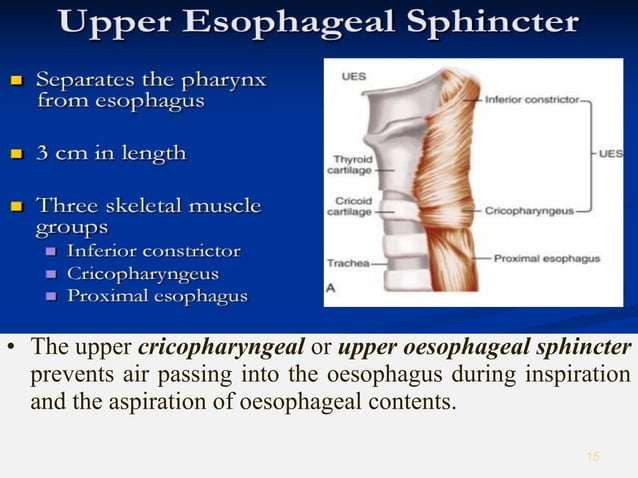 Upper Esophageal Sphincter
■ Separates the pharynx
from esophagus
■ 3 cm in length
■ Three skeletal muscle
groups
■ Inferior constrictor
■ Cricopharyngeus
■ Proximal esophagus
UES
Inferior constrictor
UES
Thyroid
cartilage
Cricoid
cartilage
Cricopharyngeus
Proximal esophagus
Trachea
A
• The upper cricopharyngeal or upper oesophageal sphincter
prevents air passing into the oesophagus during inspiration
and the aspiration of oesophageal contents.
15